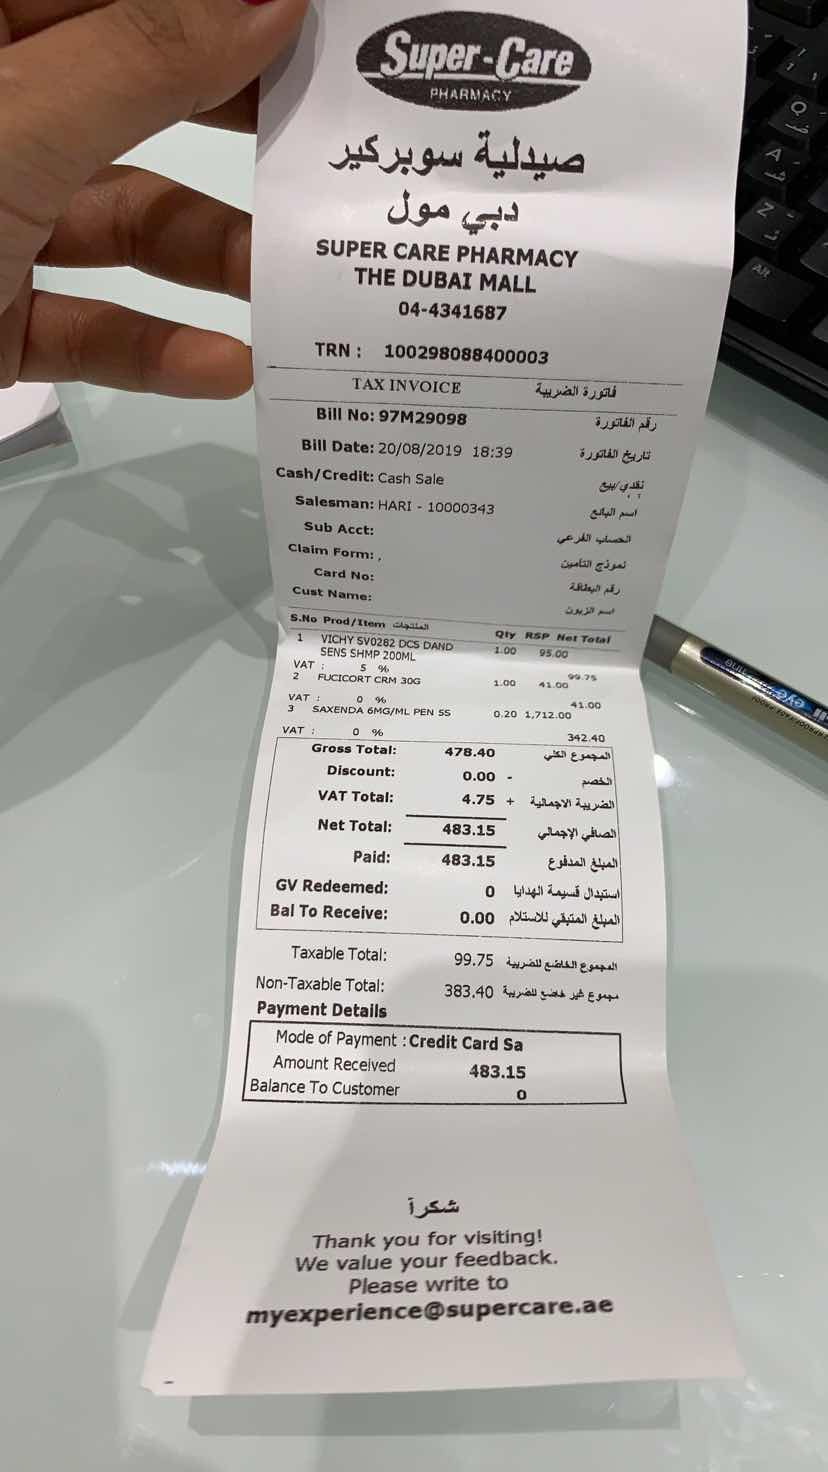 Super-Care
PHARMACY
صيدلية سوبركير
دبي مول
SUPER CARE PHARMACY
THE DUBAI MALL
04-4341687
TRN : 100298088400003
TAX INVOICE فاتورة الضريبة
Bill No: 97M29098 رقم الفاتورة
Bill Date: 20/08/2019 18:39 تاريخ الفاتورة
Cash/Credit: Cash Sale نقدي/بيع
Salesman: HARI - 10000343 اسم البائع
Sub Acct: الحساب الفرعي
Claim Form: , نموذج التأمين
Card No: رقم البطاقة
Cust Name: اسم الزبون
S.No Prod/Item المنتجات Qty RSP Net Total
1 VICHY SV0282 DCS DAND 1.00 95.00
SENS SHMP 200ML
VAT : 5 % 99.75
2 FUCICORT CRM 30G 1.00 41.00
VAT : 0 % 41.00
3 SAXENDA 6MG/ML PEN 5S 0.20 1,712.00
VAT : 0 % 342.40
Gross Total: 478.40 المجموع الكلي
Discount: 0.00 - الخصم
VAT Total: 4.75 + الضريبة الاجمالية
Net Total: 483.15 الصافي الإجمالي
Paid: 483.15 المبلغ المدفوع
GV Redeemed: 0 استبدال قسيمة الهدايا
Bal To Receive: 0.00 المبلغ المتبقي للاستلام
Taxable Total: 99.75 المجموع الخاضع للضريبة
Non-Taxable Total: 383.40 مجموع غير خاضع للضريبة
Payment Details
Mode of Payment : Credit Card Sa
Amount Received 483.15
Balance To Customer 0
شكراً
Thank you for visiting!
We value your feedback.
Please write to
myexperience@supercare.ae
Q
A
Z
Alt
eye